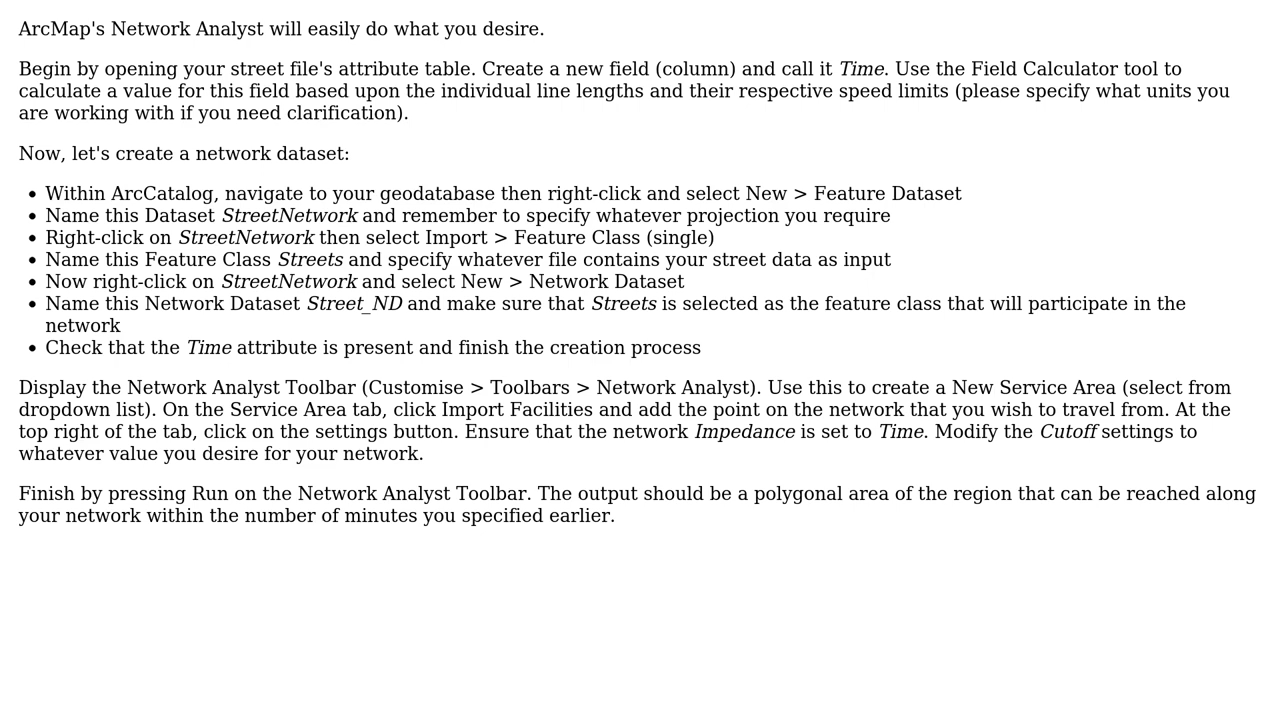 ArcMap's Network Analyst will easily do what you desire.
Begin by opening your street file's attribute table. Create a new field (column) and call it Time. Use the Field Calculator tool to
calculate a value for this field based upon the individual line lengths and their respective speed limits (please specify what units you
are working with if you need clarification).
Now, let's create a network dataset:
• Within ArcCatalog, navigate to your geodatabase then right-click and select New > Feature Dataset
• Name this Dataset StreetNetwork and remember to specify whatever projection you require
• Right-click on StreetNetwork then select Import > Feature Class (single)
• Name this Feature Class Streets and specify whatever file contains your street data as input
• Now right-click on StreetNetwork and select New > Network Dataset
• Name this Network Dataset Street_ND and make sure that Streets is selected as the feature class that will participate in the
network
• Check that the Time attribute is present and finish the creation process
Display the Network Analyst Toolbar (Customise > Toolbars > Network Analyst). Use this to create a New Service Area (select from
dropdown list). On the Service Area tab, click Import Facilities and add the point on the network that you wish to travel from. At the
top right of the tab, click on the settings button. Ensure that the network Impedance is set to Time. Modify the Cutoff settings to
whatever value you desire for your network.
Finish by pressing Run on the Network Analyst Toolbar. The output should be a polygonal area of the region that can be reached along
your network within the number of minutes you specified earlier.